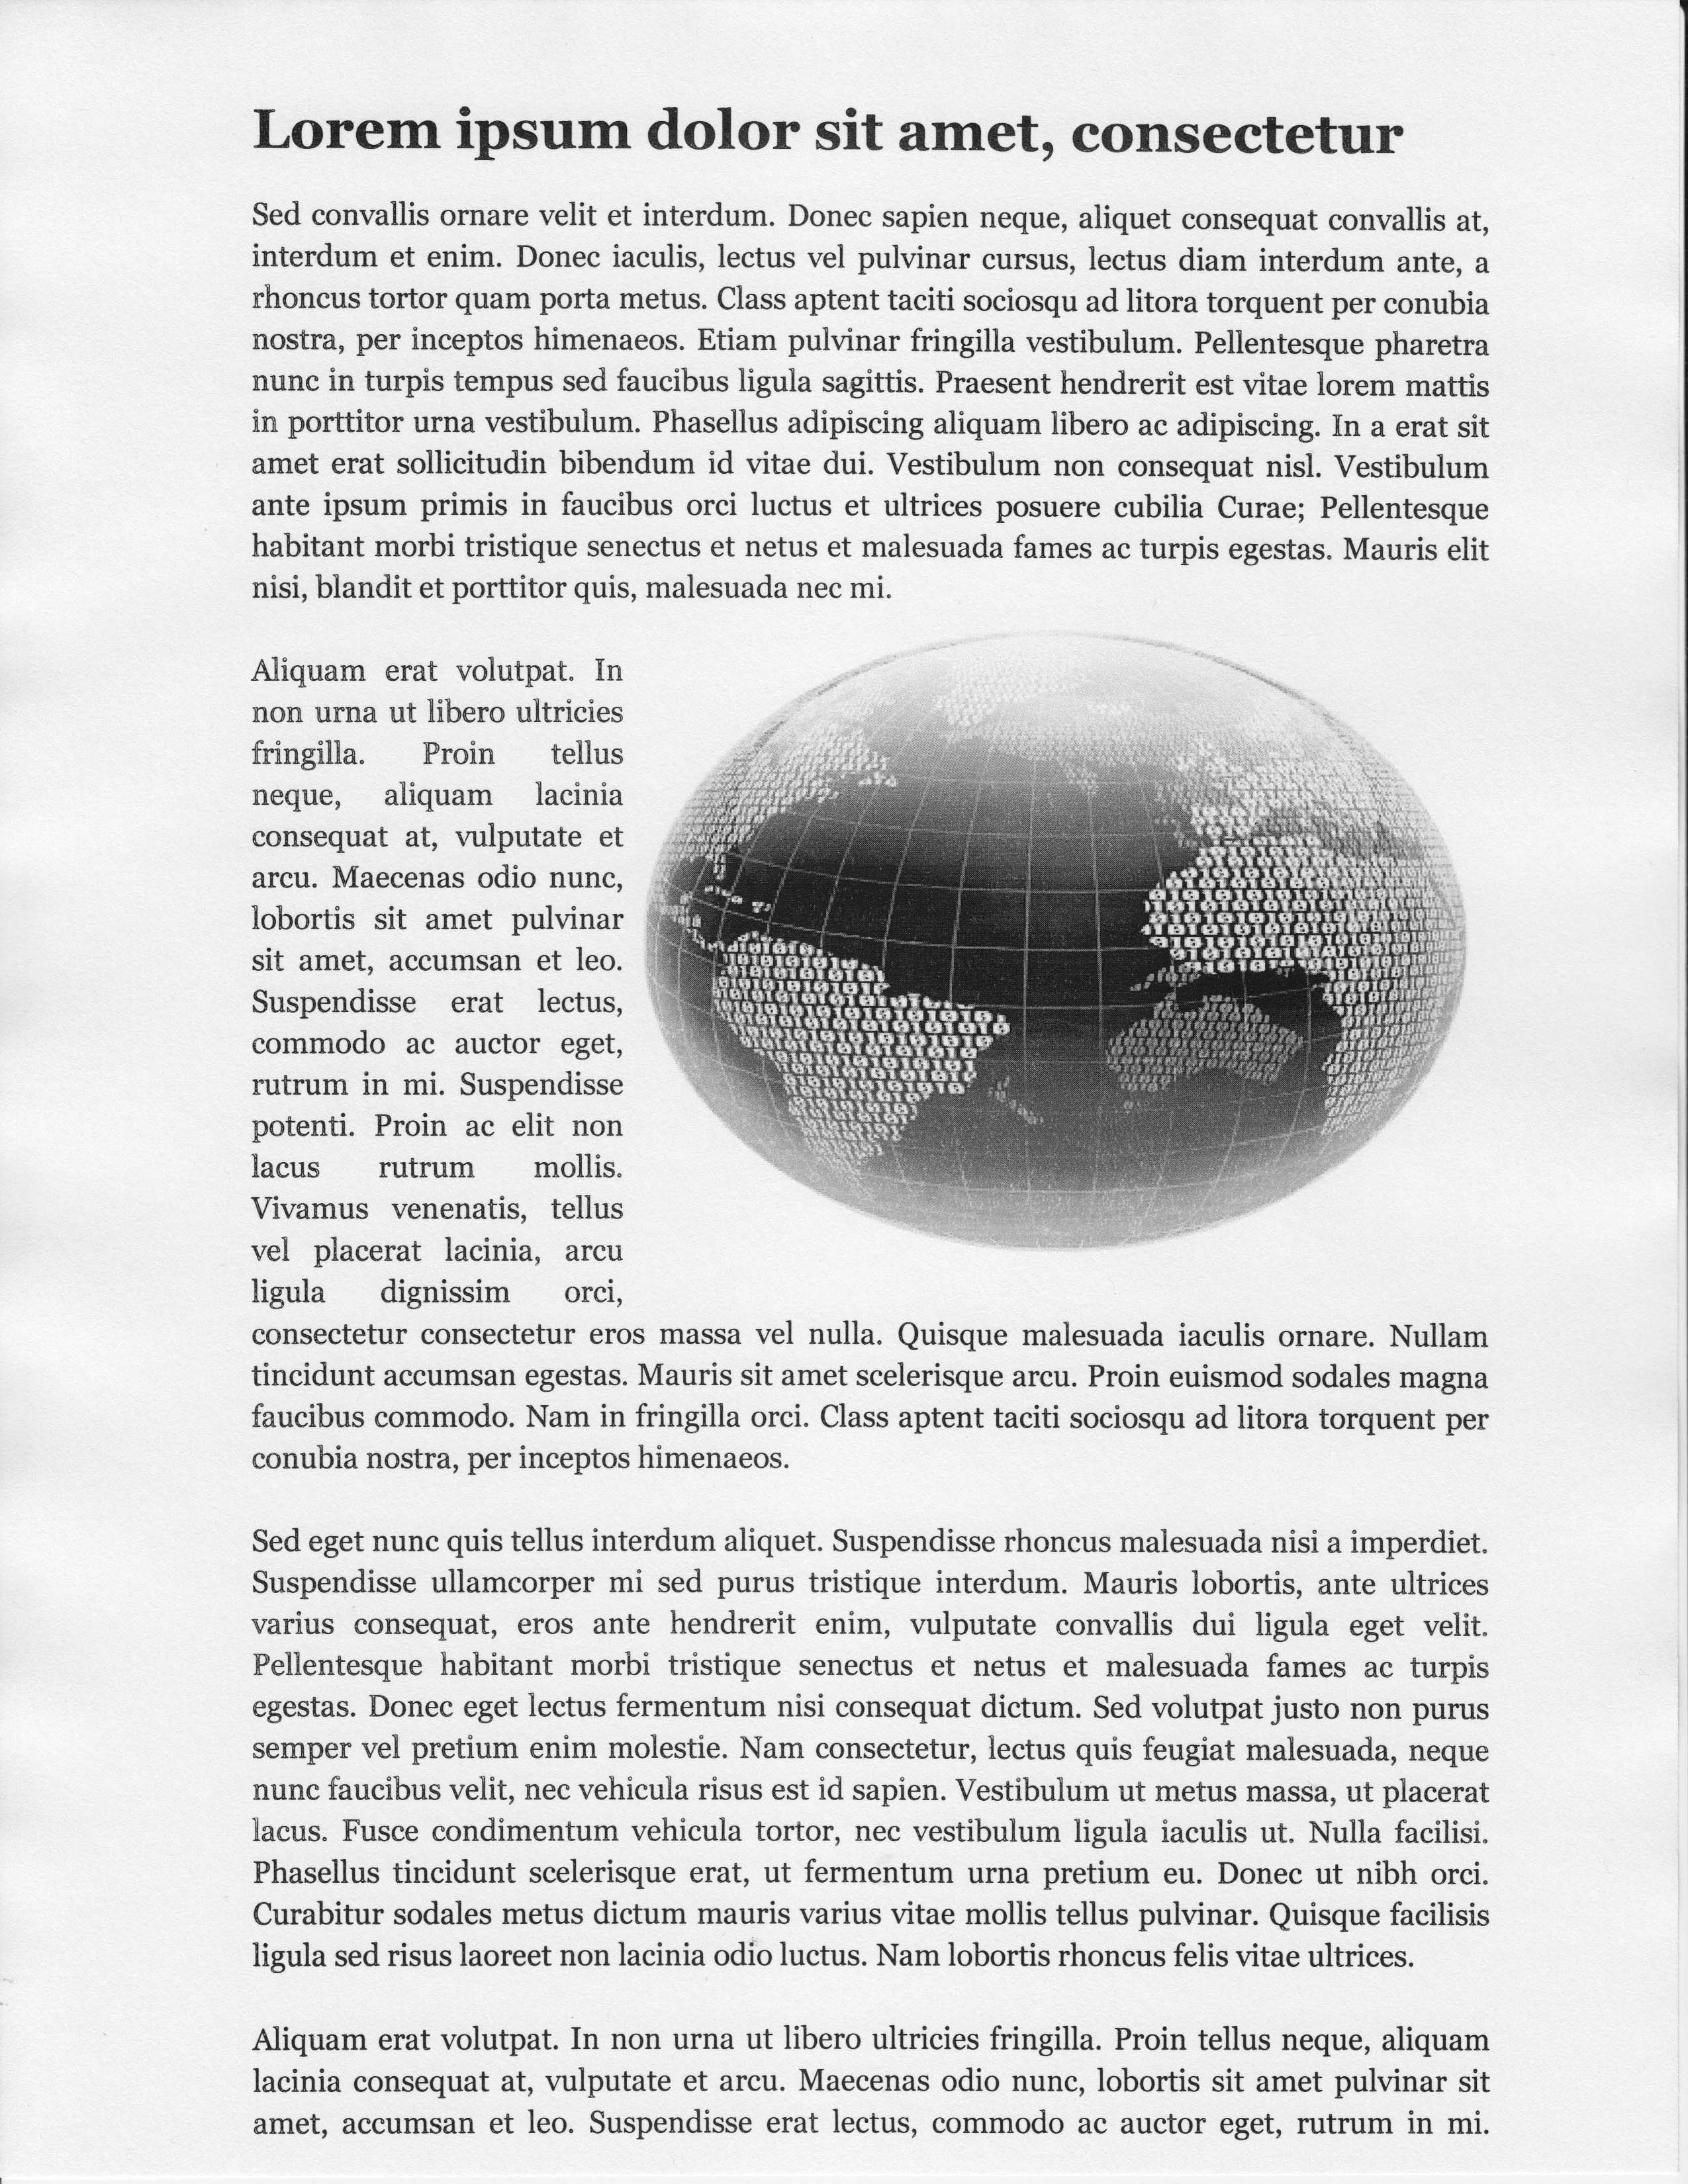 Lorem ipsum dolor sit amet, consectetur
Sed convallis ornare velit et interdum. Donec sapien neque, aliquet consequat convallis at,
interdum et enim. Donec iaculis, lectus vel pulvinar cursus, lectus diam interdum ante, a
rhoncus tortor quam porta metus. Class aptent taciti sociosqu ad litora torquent per conubia
nostra, per inceptos himenaeos. Etiam pulvinar fringilla vestibulum. Pellentesque pharetra
nunc in turpis tempus sed faucibus ligula sagittis. Praesent hendrerit est vitae lorem mattis
in porttitor urna vestibulum. Phasellus adipiscing aliquam libero ac adipiscing. In a erat sit
amet erat sollicitudin bibendum id vitae dui. Vestibulum non consequat nisl. Vestibulum
ante ipsum primis in faucibus orci luctus et ultrices posuere cubilia Curae; Pellentesque
habitant morbi tristique senectus et netus et malesuada fames ac turpis egestas. Mauris elit
nisi, blandit et porttitor quis, malesuada nec mi.
Aliquam erat volutpat. In
non urna ut libero ultricies
fringilla. Proin tellus
neque, aliquam lacinia
consequat at, vulputate et
arcu. Maecenas odio nunc,
lobortis sit amet pulvinar
sit amet, accumsan et leo.
Suspendisse erat lectus,
commodo ac auctor eget,
rutrum in mi. Suspendisse
potenti. Proin ac elit non
lacus rutrum mollis.
Vivamus venenatis, tellus
vel placerat lacinia, arcu
ligula dignissim orci,
consectetur consectetur eros massa vel nulla. Quisque malesuada iaculis ornare. Nullam
tincidunt accumsan egestas. Mauris sit amet scelerisque arcu. Proin euismod sodales magna
faucibus commodo. Nam in fringilla orci. Class aptent taciti sociosqu ad litora torquent per
conubia nostra, per inceptos himenaeos.
Sed eget nunc quis tellus interdum aliquet. Suspendisse rhoncus malesuada nisi a imperdiet.
Suspendisse ullamcorper mi sed purus tristique interdum. Mauris lobortis, ante ultrices
varius consequat, eros ante hendrerit enim, vulputate convallis dui ligula eget velit.
Pellentesque habitant morbi tristique senectus et netus et malesuada fames ac turpis
egestas. Donec eget lectus fermentum nisi consequat dictum. Sed volutpat justo non purus
semper vel pretium enim molestie. Nam consectetur, lectus quis feugiat malesuada, neque
nunc faucibus velit, nec vehicula risus est id sapien. Vestibulum ut metus massa, ut placerat
lacus. Fusce condimentum vehicula tortor, nec vestibulum ligula iaculis ut. Nulla facilisi.
Phasellus tincidunt scelerisque erat, ut fermentum urna pretium eu. Donec ut nibh orci.
Curabitur sodales metus dictum mauris varius vitae mollis tellus pulvinar. Quisque facilisis
ligula sed risus laoreet non lacinia odio luctus. Nam lobortis rhoncus felis vitae ultrices.
Aliquam erat volutpat. In non urna ut libero ultricies fringilla. Proin tellus neque, aliquam
lacinia consequat at, vulputate et arcu. Maecenas odio nunc, lobortis sit amet pulvinar sit
amet, accumsan et leo. Suspendisse erat lectus, commodo ac auctor eget, rutrum in mi.